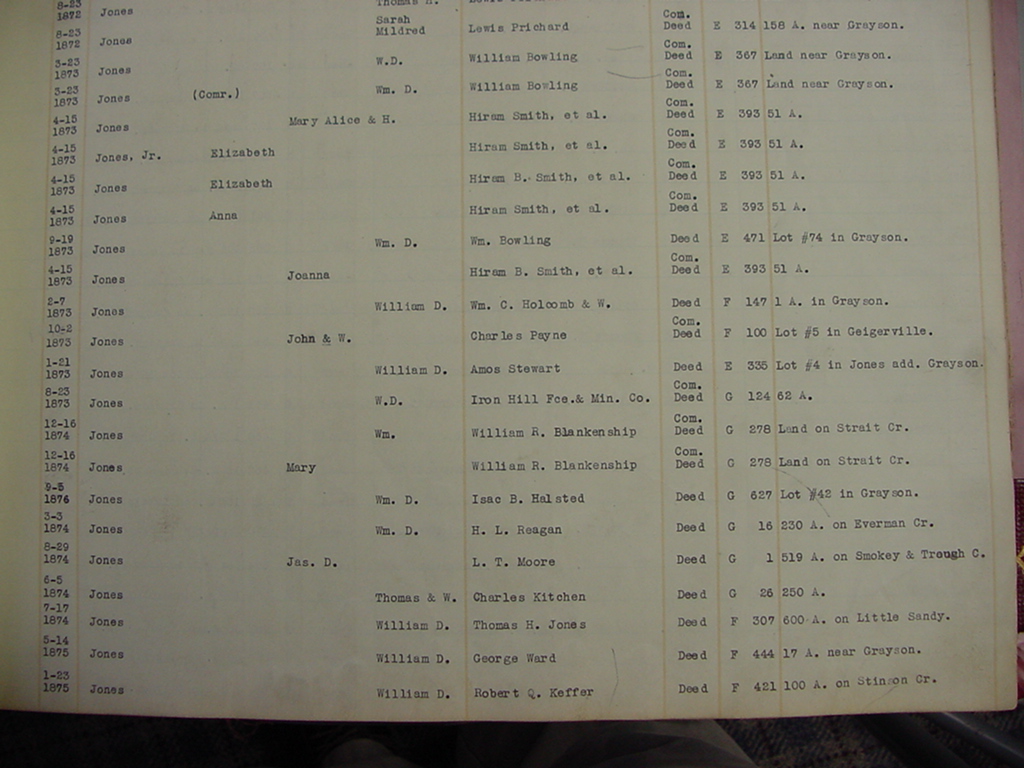 8-23
1872 Jones Thomas H.
8-23
1872 Jones Sarah Mildred Lewis Prichard Com. Deed E 314 158 A. near Grayson.
3-23
1873 Jones W.D. William Bowling Com. Deed E 367 Land near Grayson.
3-23
1873 Jones (Comr.) Wm. D. William Bowling Com. Deed E 367 Land near Grayson.
4-15
1873 Jones Mary Alice & H. Hiram Smith, et al. Com. Deed E 393 51 A.
4-15
1873 Jones, Jr. Elizabeth Hiram Smith, et al. Com. Deed E 393 51 A.
4-15
1873 Jones Elizabeth Hiram B. Smith, et al. Com. Deed E 393 51 A.
4-15
1873 Jones Anna Hiram Smith, et al. Com. Deed E 393 51 A.
9-19
1873 Jones Wm. D. Wm. Bowling Deed E 471 Lot #74 in Grayson.
4-15
1873 Jones Joanna Hiram B. Smith, et al. Com. Deed E 393 51 A.
2-7
1873 Jones William D. Wm. C. Holcomb & W. Deed F 147 1 A. in Grayson.
10-2
1873 Jones John & W. Charles Payne Com. Deed F 100 Lot #5 in Geigerville.
1-21
1873 Jones William D. Amos Stewart Deed E 335 Lot #4 in Jones add. Grayson.
8-23
1873 Jones W.D. Iron Hill Fce.& Min. Co. Com. Deed G 124 62 A.
12-16
1874 Jones Wm. William R. Blankenship Com. Deed G 278 Land on Strait Cr.
12-16
1874 Jones Mary William R. Blankenship Com. Deed G 278 Land on Strait Cr.
9-5
1876 Jones Wm. D. Isac B. Halsted Deed G 627 Lot #42 in Grayson.
3-3
1874 Jones Wm. D. H. L. Reagan Deed G 16 230 A. on Everman Cr.
8-29
1874 Jones Jas. D. L. T. Moore Deed G 1 519 A. on Smokey & Trough C.
6-5
1874 Jones Thomas & W. Charles Kitchen Deed G 26 250 A.
7-17
1874 Jones William D. Thomas H. Jones Deed F 307 600 A. on Little Sandy.
5-14
1875 Jones William D. George Ward Deed F 444 17 A. near Grayson.
1-23
1875 Jones William D. Robert Q. Keffer Deed F 421 100 A. on Stinson Cr.